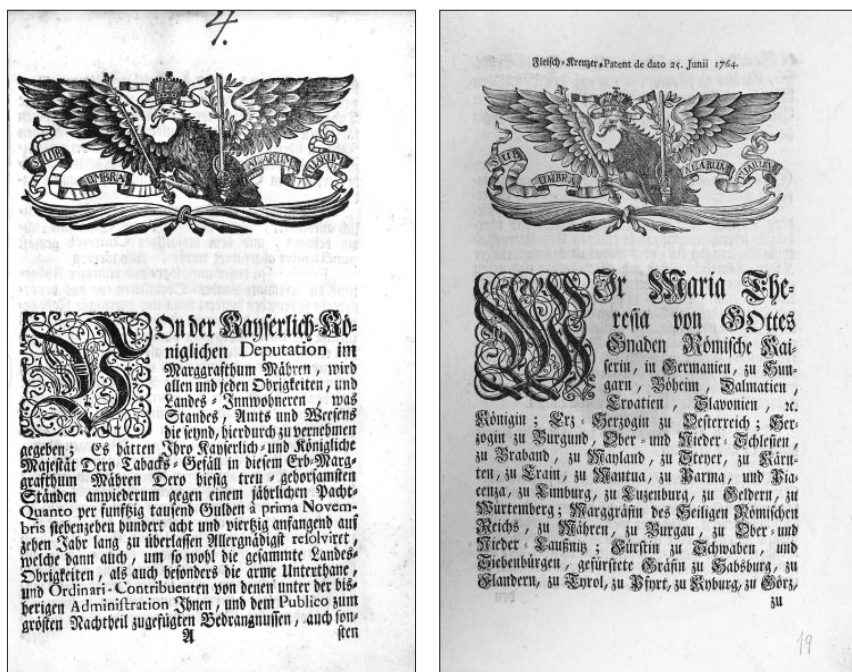 4.
SUB
UMBRA
ALARUM
TUARUM
VOn der Kayserlich-Kö-
niglichen Deputation im
Marggrafthum Mähren, wird
allen und jeden Obrigkeiten, und
Landes-Innwohneren, was
Standes, Amts und Weesens
die seynd, hierdurch zu vernehmen
gegeben; Es hätten Ihro Kayserlich- und Königliche
Majestät Dero Tabacks-Gefäll in diesem Erb-Marg-
grafthum Mähren Dero hiesig treu-gehorsamsten
Ständen anwiederum gegen einem jährlichen Pacht-
Quanto per funftzig tausend Gulden à prima Novem-
bris siebenzehen hundert acht und viertzig anfangend auf
zehen Jahr lang zu überlassen Allergnädigst resolviret,
welche dann auch, um so wohl die gesammte Landes-
Obrigkeiten, als auch besonders die arme Unterthane,
und Ordinari-Contribuenten von denen unter der bis-
herigen Administration Ihnen, und dem Publico zum
grösten Nachtheil zugefügten Bedrangnussen, auch son-
A sten
Fleisch-Kreuzer-Patent de dato 25. Junii 1764.
SUB
UMBRA
ALARUM
TUARUM
WIr Maria The-
resia von GOttes
Gnaden Römische Kai-
serin, in Germanien, zu Hun-
garn, Böheim, Dalmatien,
Croatien, Slavonien, ꝛc.
Königin; Erz-Herzogin zu Oesterreich; Her-
zogin zu Burgund, Ober- und Nieder-Schlesien,
zu Braband, zu Mayland, zu Steyer, zu Kärn-
ten, zu Crain, zu Mantua, zu Parma, und Pia-
cenza, zu Limburg, zu Luzenburg, zu Geldern, zu
Würtemberg; Marggräfin des Heiligen Römischen
Reichs, zu Mähren, zu Burgau, zu Ober- und
Nieder-Laußnitz; Fürstin zu Schwaben, und
Siebenbürgen, gefürstete Gräfin zu Habsburg, zu
Flandern, zu Tyrol, zu Pfyrt, zu Kyburg, zu Görz,
zu
19